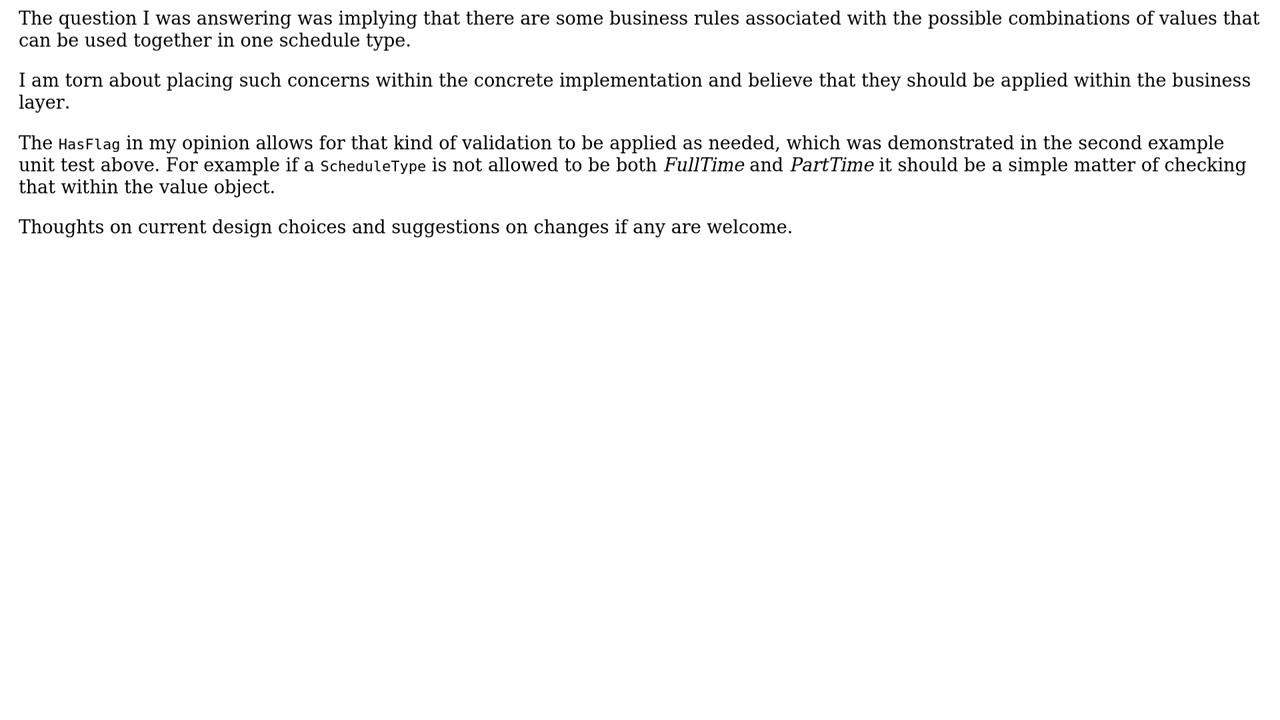 The question I was answering was implying that there are some business rules associated with the possible combinations of values that
can be used together in one schedule type.
I am torn about placing such concerns within the concrete implementation and believe that they should be applied within the business
layer.
The HasFlag in my opinion allows for that kind of validation to be applied as needed, which was demonstrated in the second example
unit test above. For example if a ScheduleType is not allowed to be both FullTime and PartTime it should be a simple matter of checking
that within the value object.
Thoughts on current design choices and suggestions on changes if any are welcome.